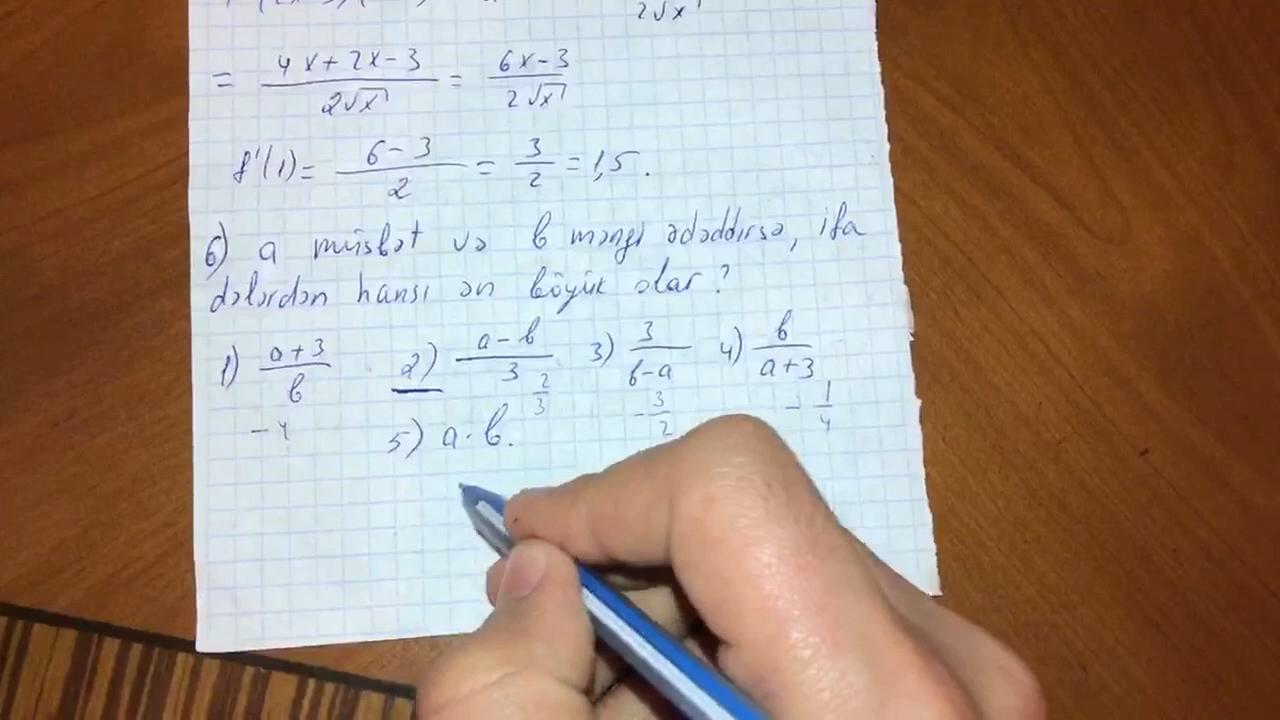 2√x
= (4x+2x-3)/(2√x) = (6x-3)/(2√x)
f'(1)= (6-3)/2 = 3/2 = 1,5.
6) a müsbət və b mənfi ədəddirsə, ifa
dələrdən hansı ən böyük olar?
1) (a+3)/b 2) (a-b)/3 3) 3/(b-a) 4) b/(a+3)
-4 2/3 -3/2 -1/4
5) a·b.